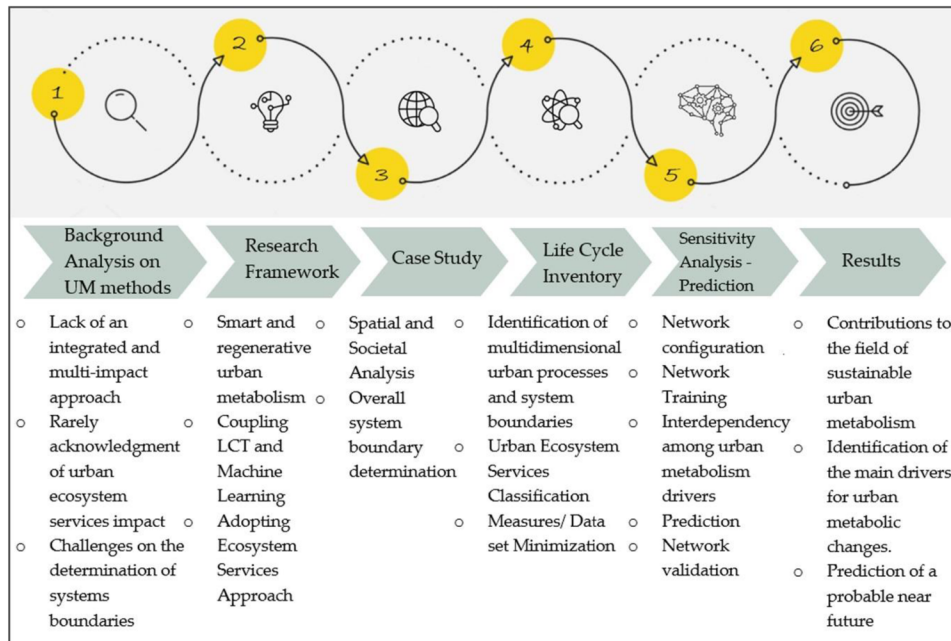 1
2
3
4
5
6
Background
Analysis on
UM methods
Research
Framework
Case Study
Life Cycle
Inventory
Sensitivity
Analysis -
Prediction
Results
Lack of an
integrated and
multi-impact
approach
Rarely
acknowledgment
of urban
ecosystem
services impact
Challenges on the
determination of
systems
boundaries
Smart and
regenerative
urban
metabolism
Coupling
LCT and
Machine
Learning
Adopting
Ecosystem
Services
Approach
Spatial and
Societal
Analysis
Overall
system
boundary
determination
Identification of
multidimensional
urban processes
and system
boundaries
Urban Ecosystem
Services
Classification
Measures/ Data
set Minimization
Network
configuration
Network
Training
Interdependency
among urban
metabolism
drivers
Prediction
Network
validation
Contributions to
the field of
sustainable
urban
metabolism
Identification of
the main drivers
for urban
metabolic
changes.
Prediction of a
probable near
future